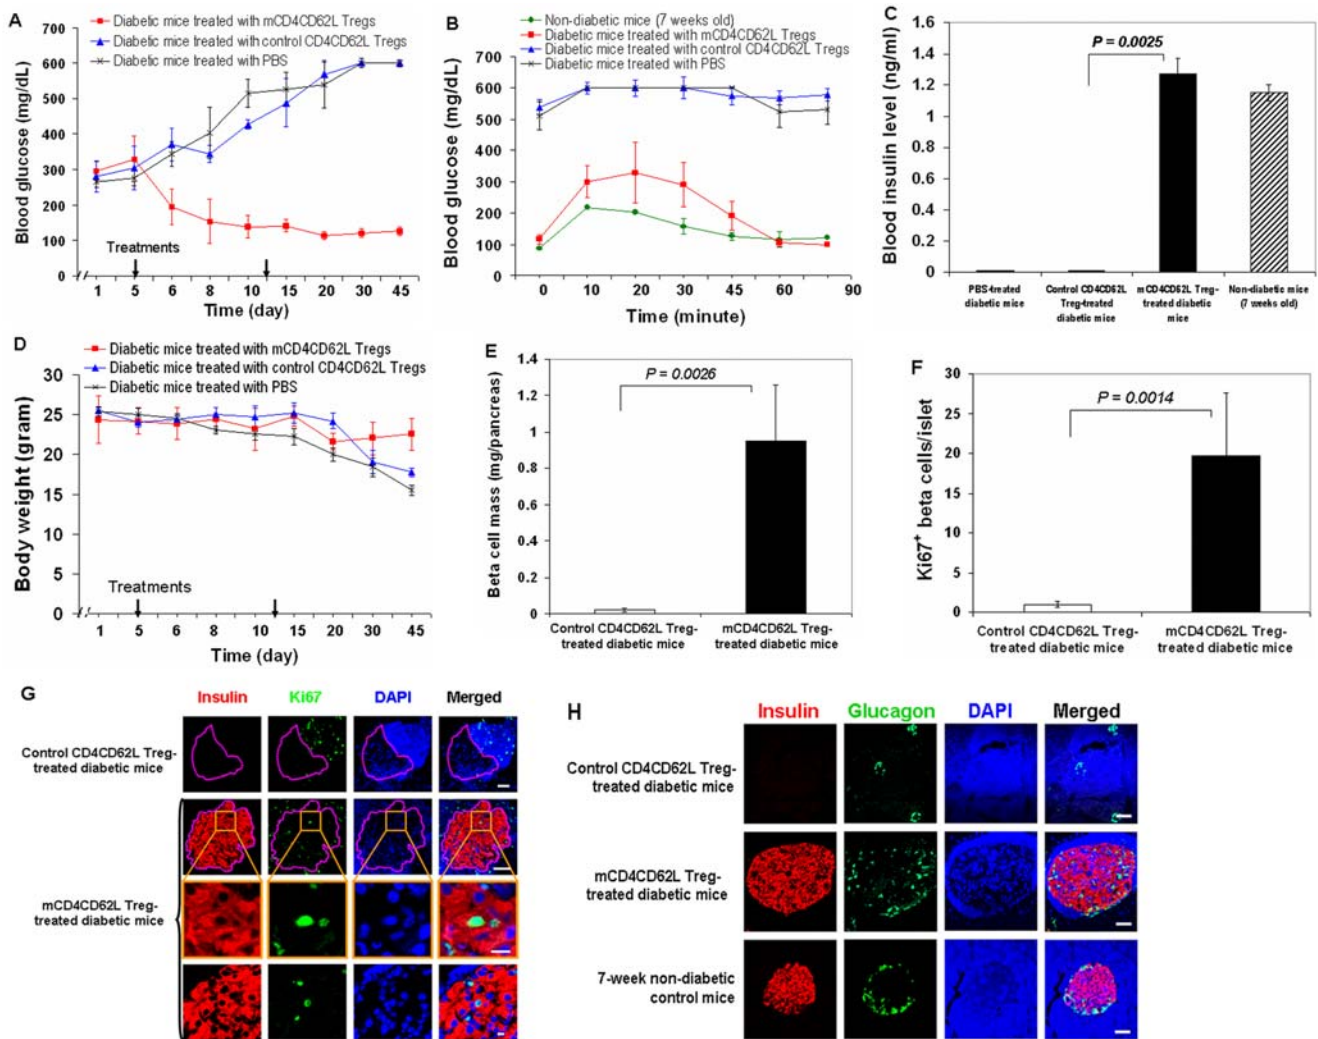 A
Diabetic mice treated with mCD4CD62L Tregs
Diabetic mice treated with control CD4CD62L Tregs
Diabetic mice treated with PBS
Blood glucose (mg/dL)
700
600
500
400
300
200
100
0
Treatments
1 5 6 8 10 15 20 30 45
Time (day)
B
Non-diabetic mice (7 weeks old)
Diabetic mice treated with mCD4CD62L Tregs
Diabetic mice treated with control CD4CD62L Tregs
Diabetic mice treated with PBS
Blood glucose (mg/dL)
700
600
500
400
300
200
100
0
0 10 20 30 45 60 80 90
Time (minute)
C
Blood insulin level (ng/ml)
1.6
1.4
1.2
1
0.8
0.6
0.4
0.2
0
P = 0.0025
PBS-treated
diabetic mice
Control CD4CD62L
Treg-treated
diabetic mice
mCD4CD62L Treg-
treated diabetic
mice
Non-diabetic mice
(7 weeks old)
D
Diabetic mice treated with mCD4CD62L Tregs
Diabetic mice treated with control CD4CD62L Tregs
Diabetic mice treated with PBS
Body weight (gram)
30
25
20
15
10
5
0
Treatments
1 5 6 8 10 15 20 30 45
Time (day)
E
Beta cell mass (mg/pancreas)
1.4
1.2
1
0.8
0.6
0.4
0.2
0
P = 0.0026
Control CD4CD62L Treg-
treated diabetic mice
mCD4CD62L Treg-
treated diabetic mice
F
Ki67+ beta cells/islet
30
25
20
15
10
5
0
P = 0.0014
Control CD4CD62L Treg-
treated diabetic mice
mCD4CD62L Treg-
treated diabetic mice
G
Insulin Ki67 DAPI Merged
Control CD4CD62L Treg-
treated diabetic mice
mCD4CD62L Treg-
treated diabetic mice
H
Insulin Glucagon DAPI Merged
Control CD4CD62L Treg-
treated diabetic mice
mCD4CD62L Treg-
treated diabetic mice
7-week non-diabetic
control mice